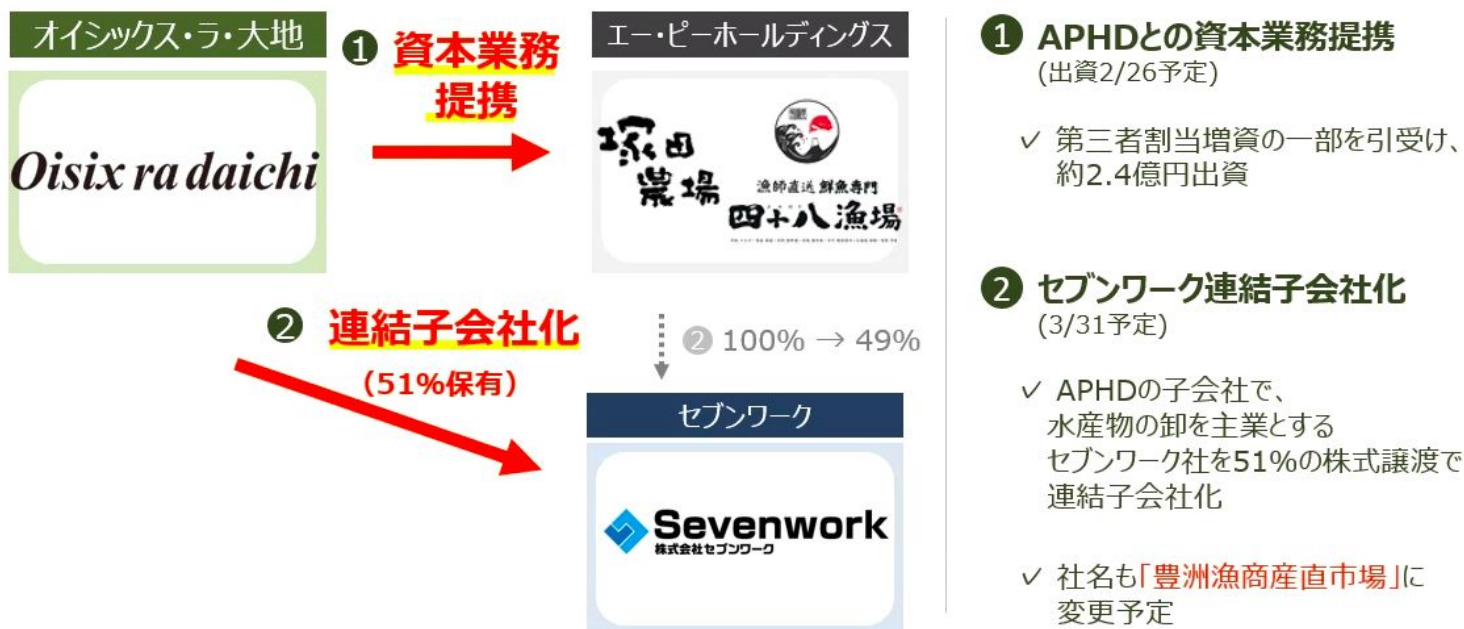 オイシックス・ラ・大地
❶ 資本業務
提携
エー・ピーホールディングス
Oisix ra daichi
塚田
農場
漁師直送 鮮魚専門
四十八漁場
❷ 連結子会社化
(51%保有)
❷ 100% → 49%
セブンワーク
Sevenwork
株式会社セブンワーク
❶ APHDとの資本業務提携
(出資2/26予定)
✓ 第三者割当増資の一部を引受け、
約2.4億円出資
❷ セブンワーク連結子会社化
(3/31予定)
✓ APHDの子会社で、
水産物の卸を主業とする
セブンワーク社を51%の株式譲渡で
連結子会社化
✓ 社名も「豊洲漁商産直市場」に
変更予定